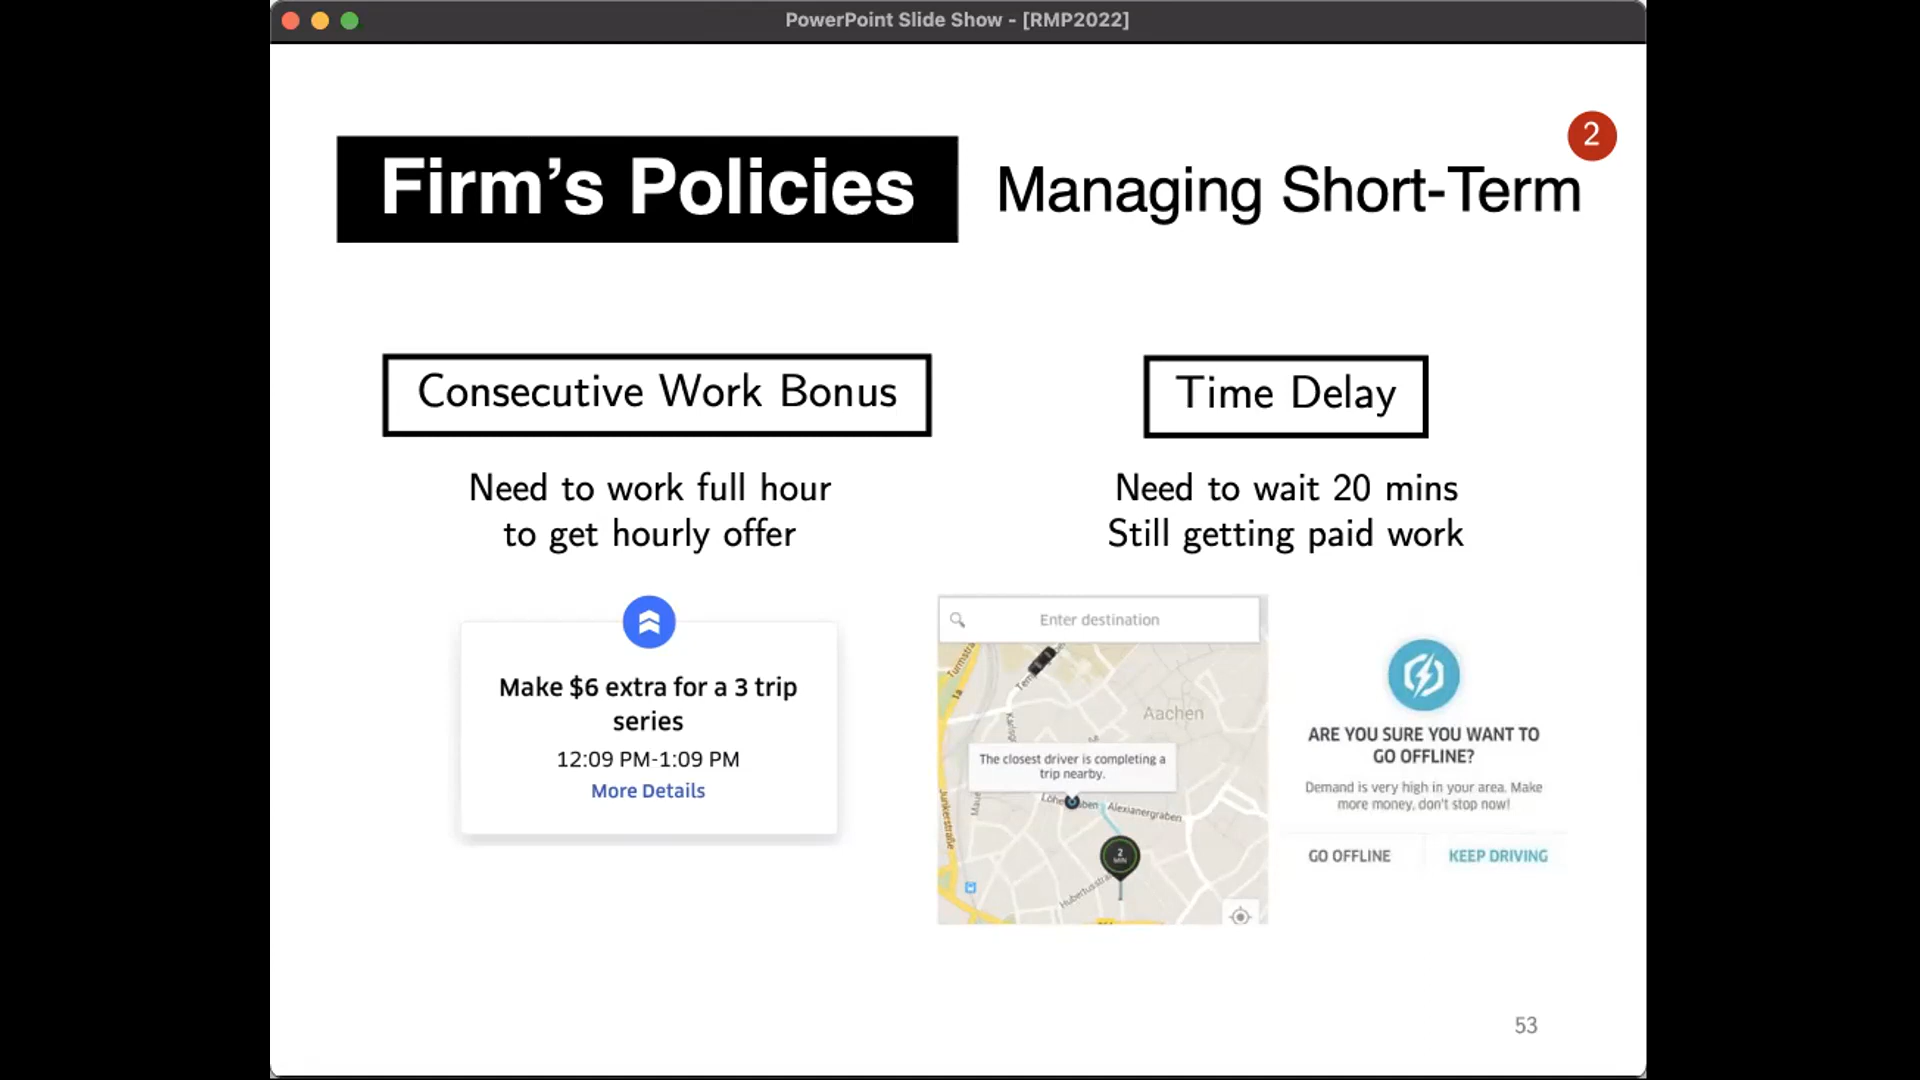 PowerPoint Slide Show - [RMP2022]
2
Firm's Policies Managing Short-Term
Consecutive Work Bonus
Need to work full hour
to get hourly offer
Make $6 extra for a 3 trip
series
12:09 PM-1:09 PM
More Details
Time Delay
Need to wait 20 mins
Still getting paid work
Enter destination
Aachen
The closest driver is completing a
trip nearby.
Alexianergraben
2
MIN
ARE YOU SURE YOU WANT TO
GO OFFLINE?
Demand is very high in your area. Make
more money, don't stop now!
GO OFFLINE KEEP DRIVING
53